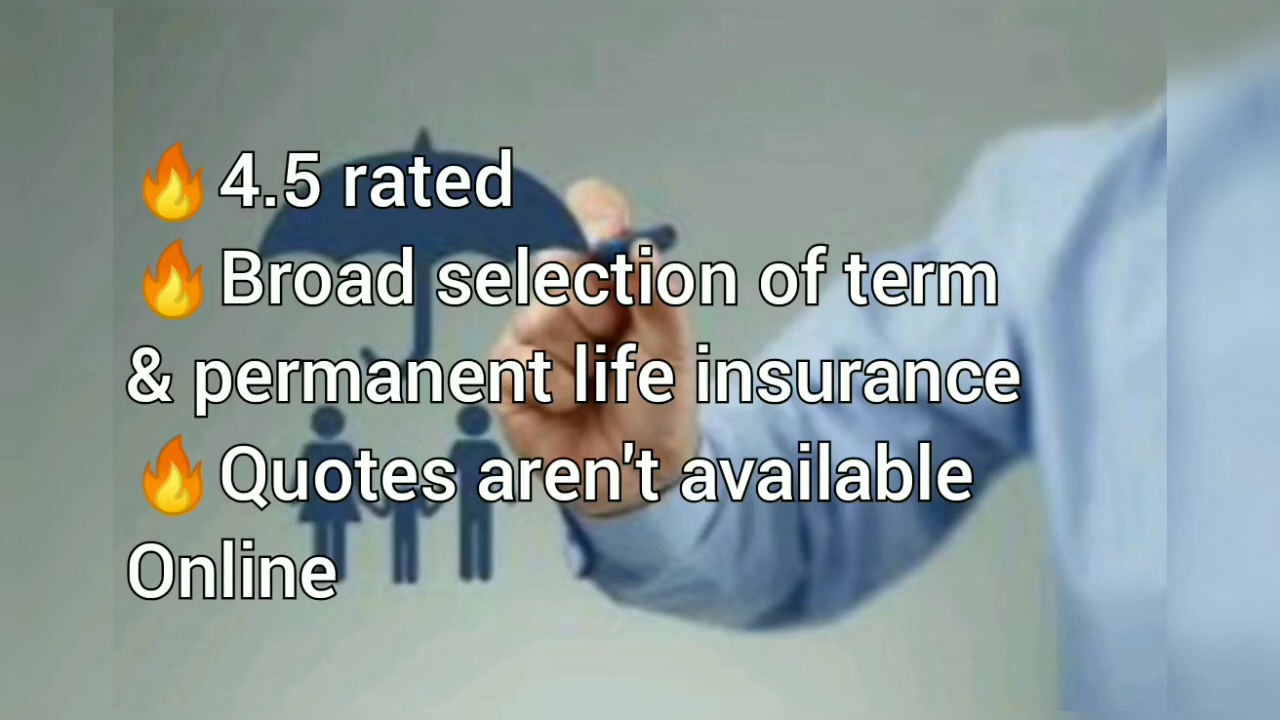 🔥4.5 rated
🔥Broad selection of term
& permanent life insurance
🔥Quotes aren't available
Online